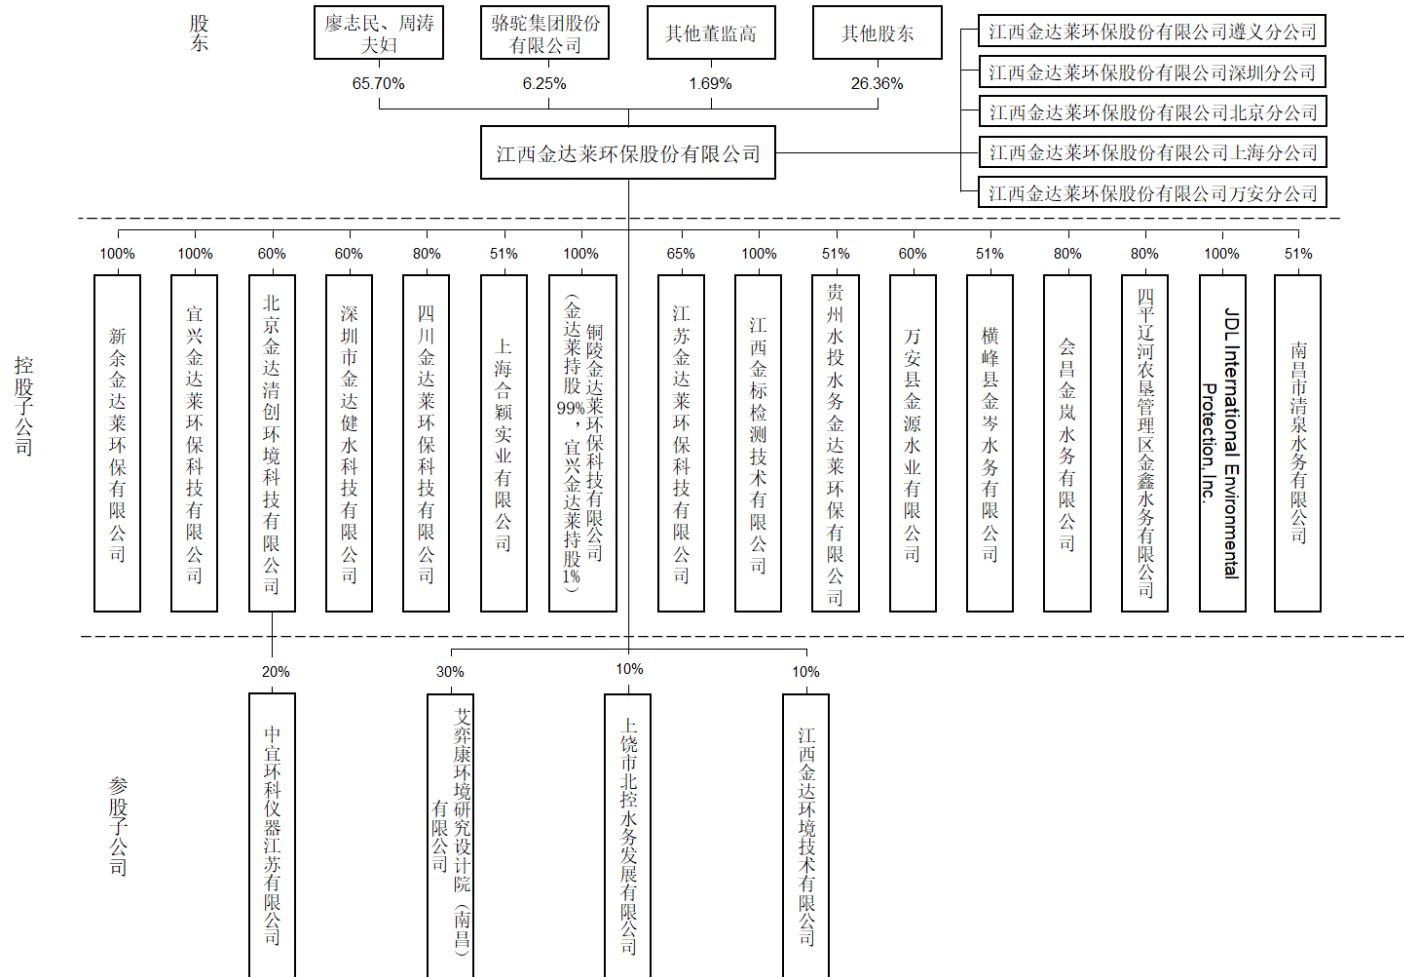 股东
廖志民、周涛
夫妇
骆驼集团股份
有限公司
其他董监高
其他股东
65.70%
6.25%
1.69%
26.36%
江西金达莱环保股份有限公司
江西金达莱环保股份有限公司遵义分公司
江西金达莱环保股份有限公司深圳分公司
江西金达莱环保股份有限公司北京分公司
江西金达莱环保股份有限公司上海分公司
江西金达莱环保股份有限公司万安分公司
控股子公司
100%
新余金达莱环保有限公司
100%
宜兴金达莱环保科技有限公司
60%
北京金达清创环境科技有限公司
60%
深圳市金达健水科技有限公司
80%
四川金达莱环保科技有限公司
51%
上海合颖实业有限公司
100%
铜陵金达莱环保科技有限公司
（金达莱持股99%，宜兴金达莱持股1%）
65%
江苏金达莱环保科技有限公司
100%
江西金标检测技术有限公司
51%
贵州水投水务金达莱环保有限公司
60%
万安县金源水业有限公司
51%
横峰县金岑水务有限公司
80%
会昌金岚水务有限公司
80%
四平辽河农垦管理区金鑫水务有限公司
100%
JDL International Environmental
Protection, Inc.
51%
南昌市清泉水务有限公司
参股子公司
20%
中宜环科仪器江苏有限公司
30%
艾弈康环境研究设计院（南昌）
有限公司
10%
上饶市北控水务发展有限公司
10%
江西金达环境技术有限公司